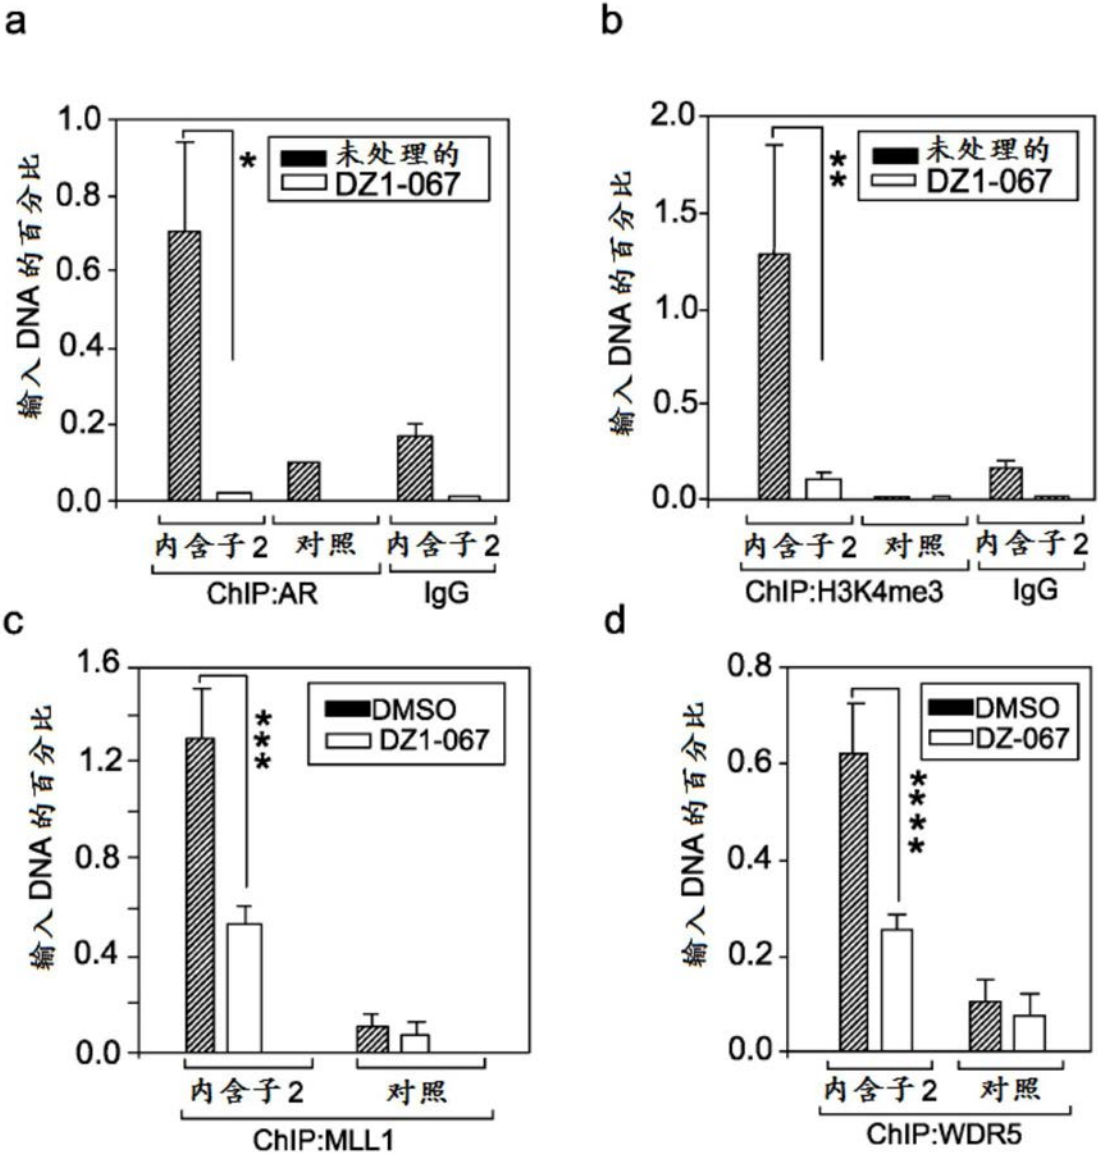 a
1.0
0.8
0.6
0.4
0.2
0.0
输入DNA的百分比
*
未处理的
DZ1-067
内含子2 对照 内含子2
ChIP:AR IgG
b
2.0
1.5
1.0
0.5
0.0
输入DNA的百分比
**
未处理的
DZ1-067
内含子2 对照 内含子2
ChIP:H3K4me3 IgG
c
1.6
1.2
0.8
0.4
0.0
输入DNA的百分比
***
DMSO
DZ1-067
内含子2 对照
ChIP:MLL1
d
0.8
0.6
0.4
0.2
0.0
输入DNA的百分比
****
DMSO
DZ-067
内含子2 对照
ChIP:WDR5